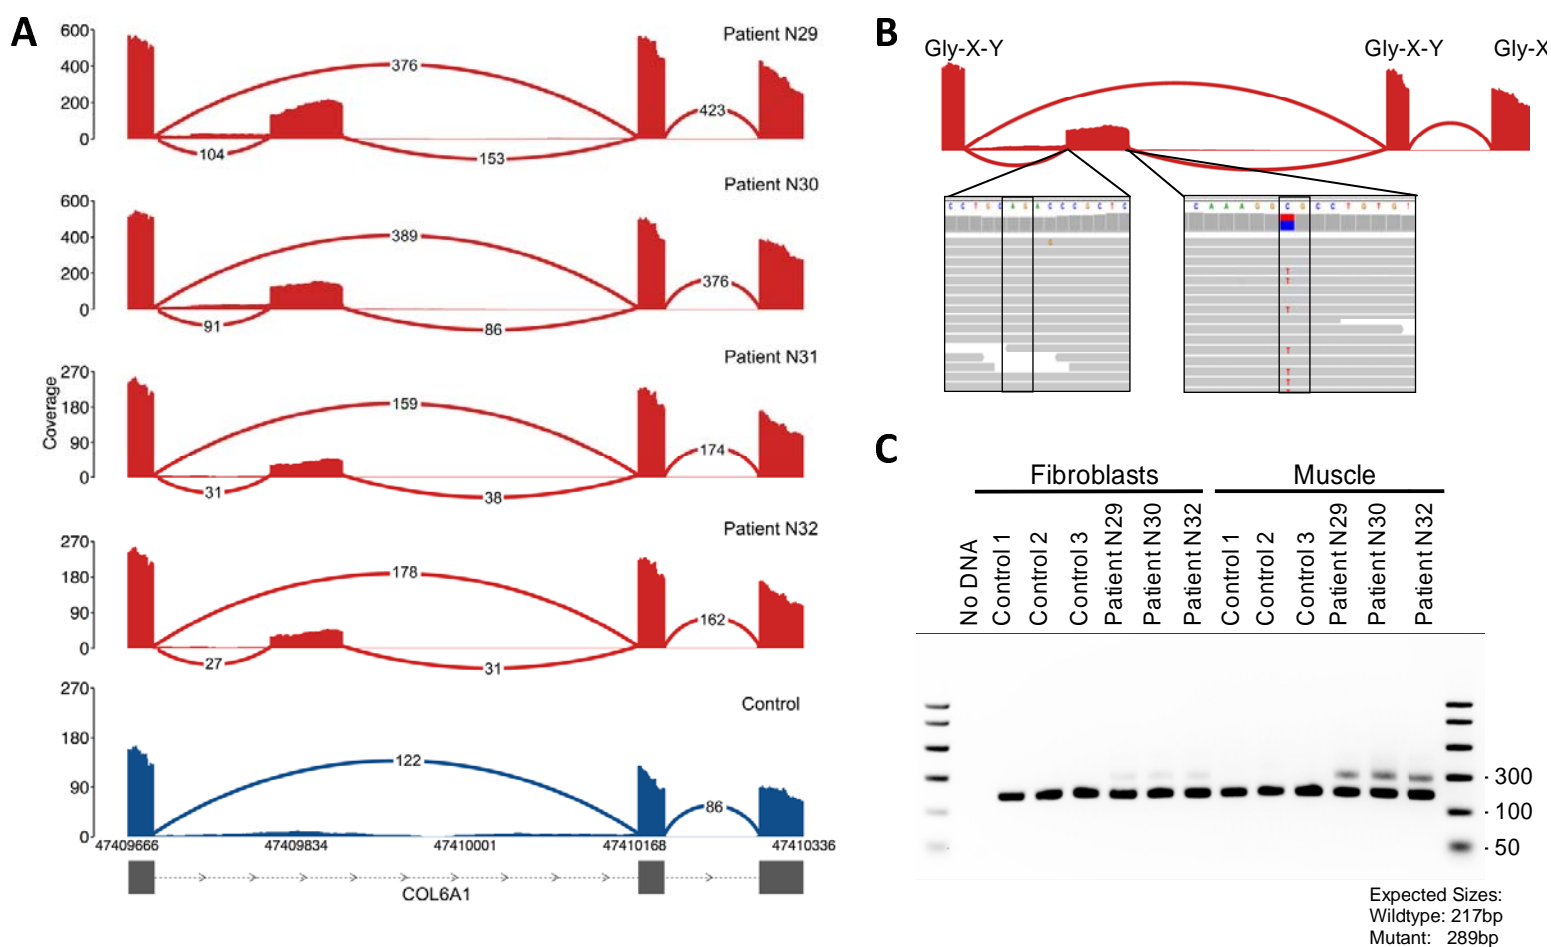 A
Patient N29
600
400
200
0
376
423
104
153
Patient N30
600
400
200
0
389
376
91
86
Patient N31
Coverage
270
180
90
0
159
174
31
38
Patient N32
270
180
90
0
178
162
27
31
Control
270
180
90
0
122
86
47409666 47409834 47410001 47410168 47410336
COL6A1
B
Gly-X-Y Gly-X-Y Gly-X
C C T G C A G A C C C G C T C
G
C A A A G G C G C C T G T G T
T
T
T
T
T
T
C
Fibroblasts Muscle
No DNA
Control 1
Control 2
Control 3
Patient N29
Patient N30
Patient N32
Control 1
Control 2
Control 3
Patient N29
Patient N30
Patient N32
- 300
- 100
- 50
Expected Sizes:
Wildtype: 217bp
Mutant: 289bp